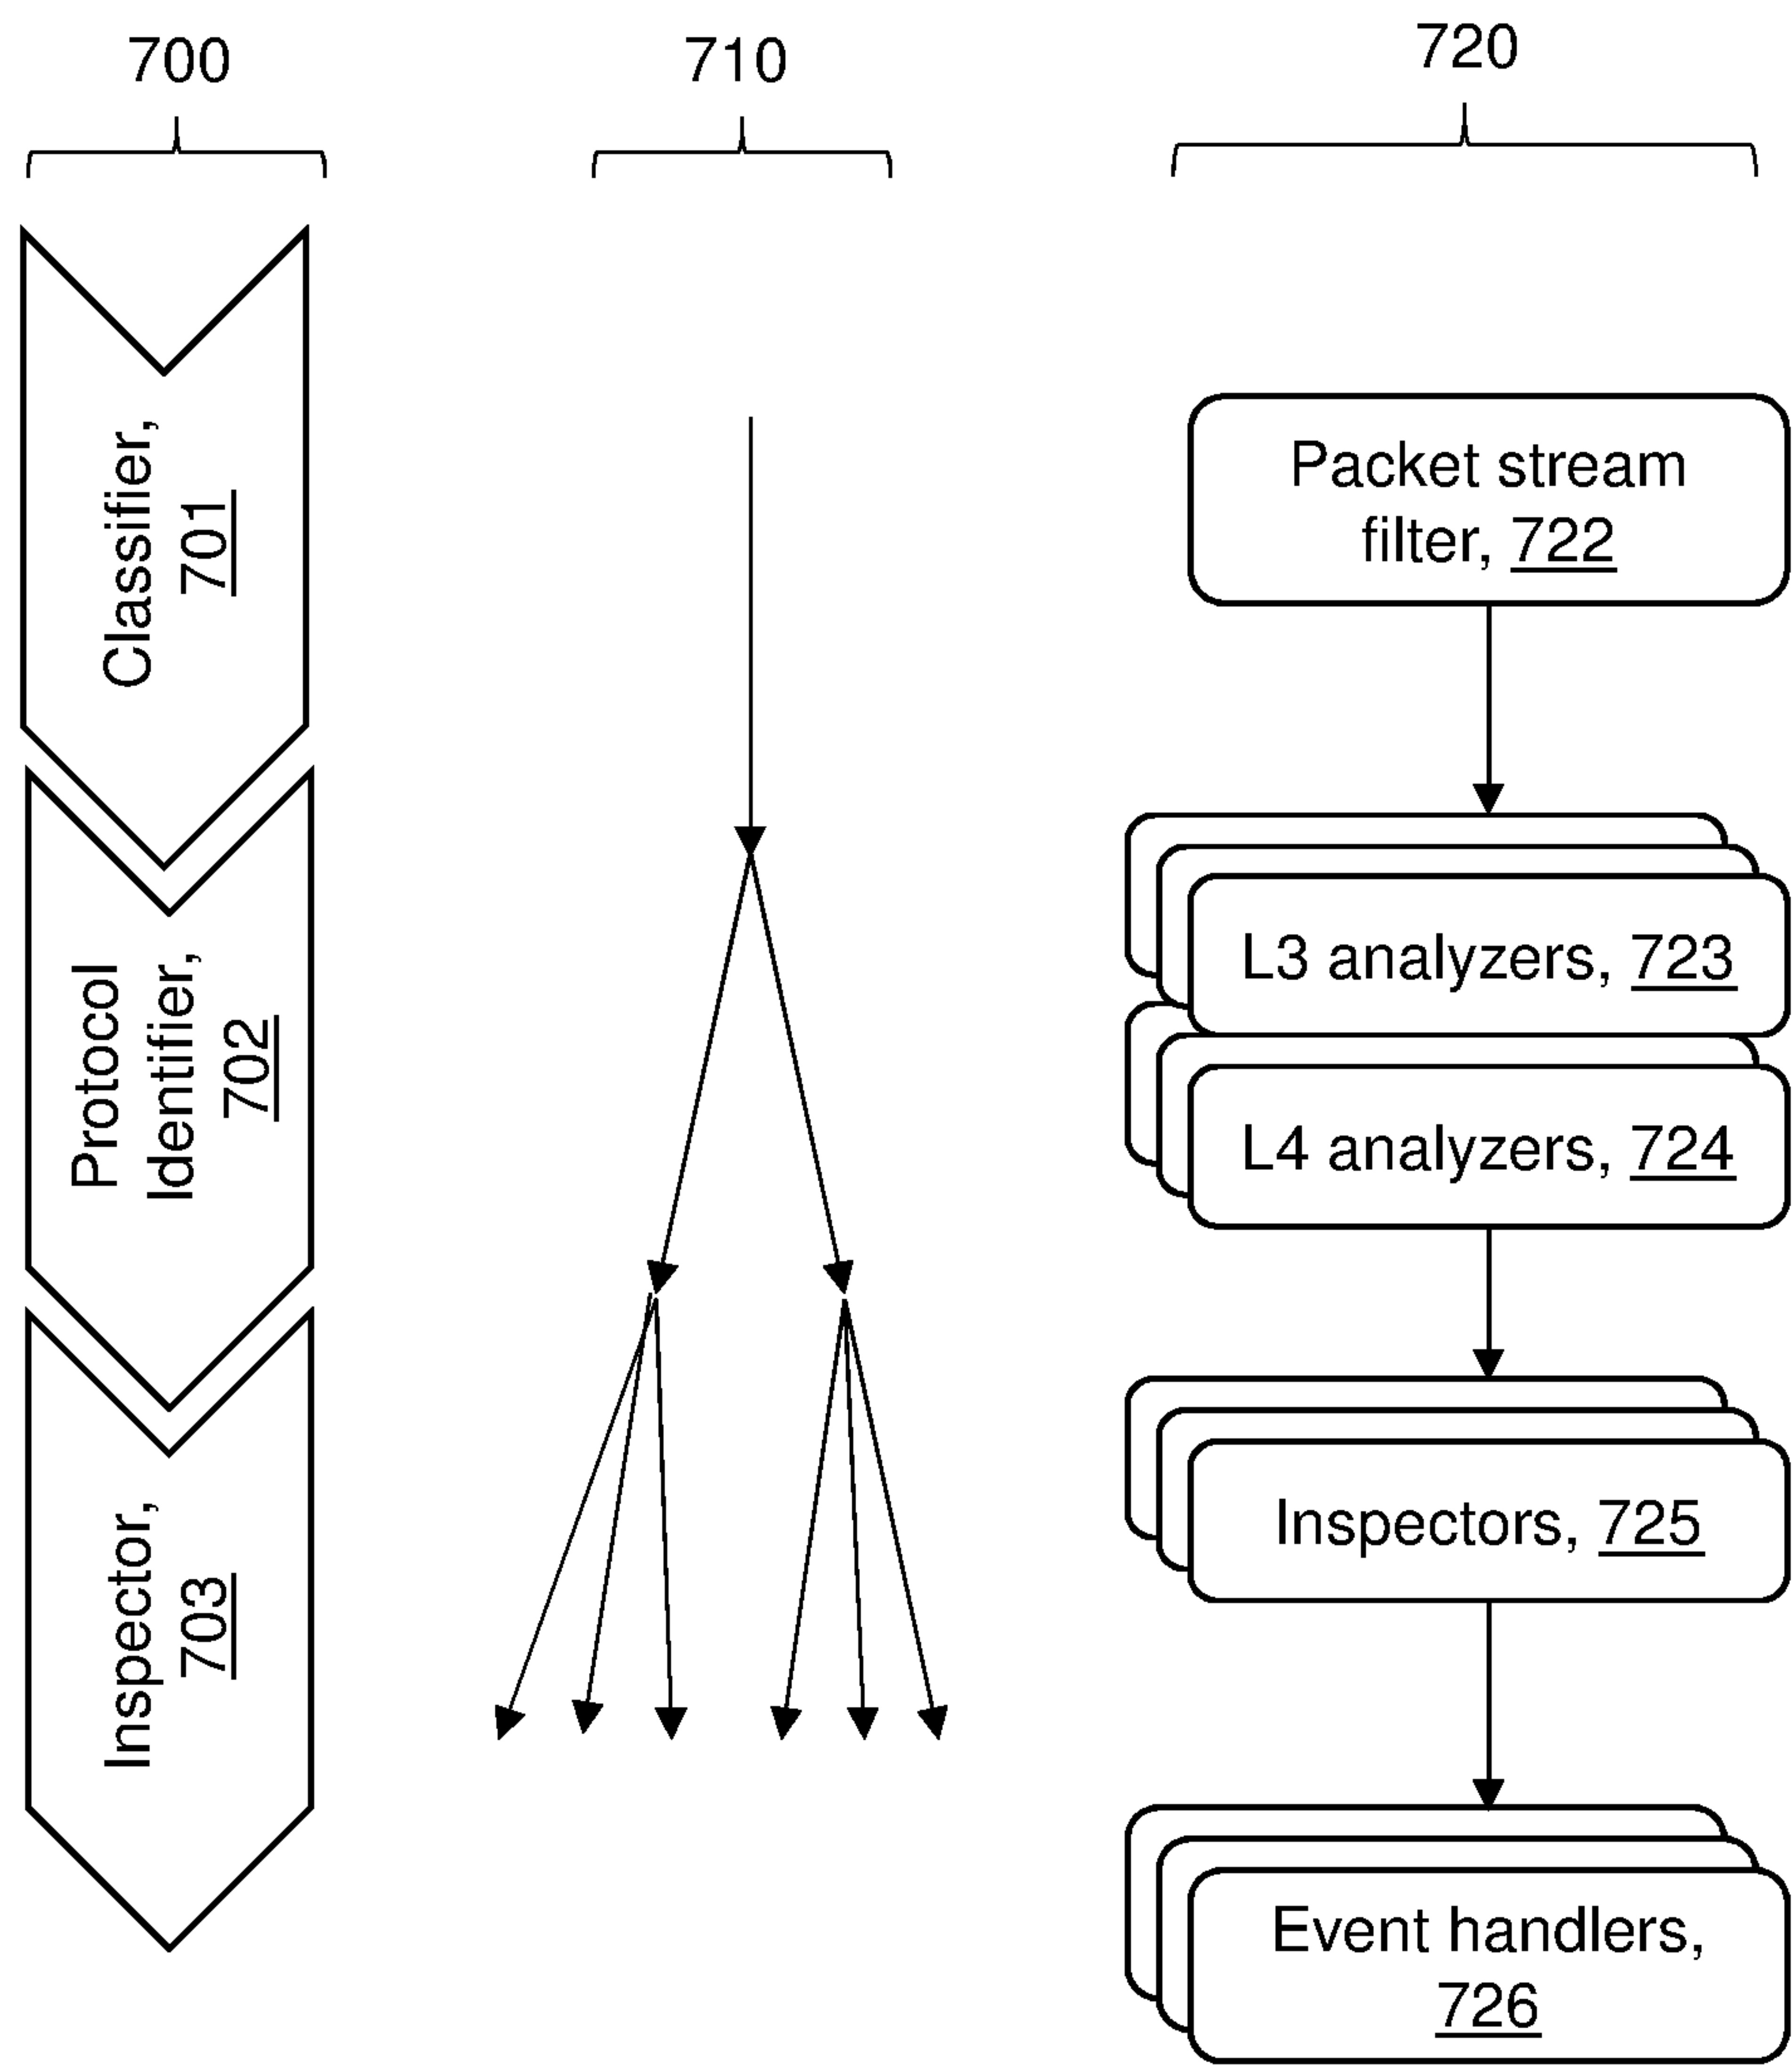 700
710
720
Classifier,
701
Protocol
Identifier,
702
Inspector,
703
Packet stream
filter, 722
L3 analyzers, 723
L4 analyzers, 724
Inspectors, 725
Event handlers,
726